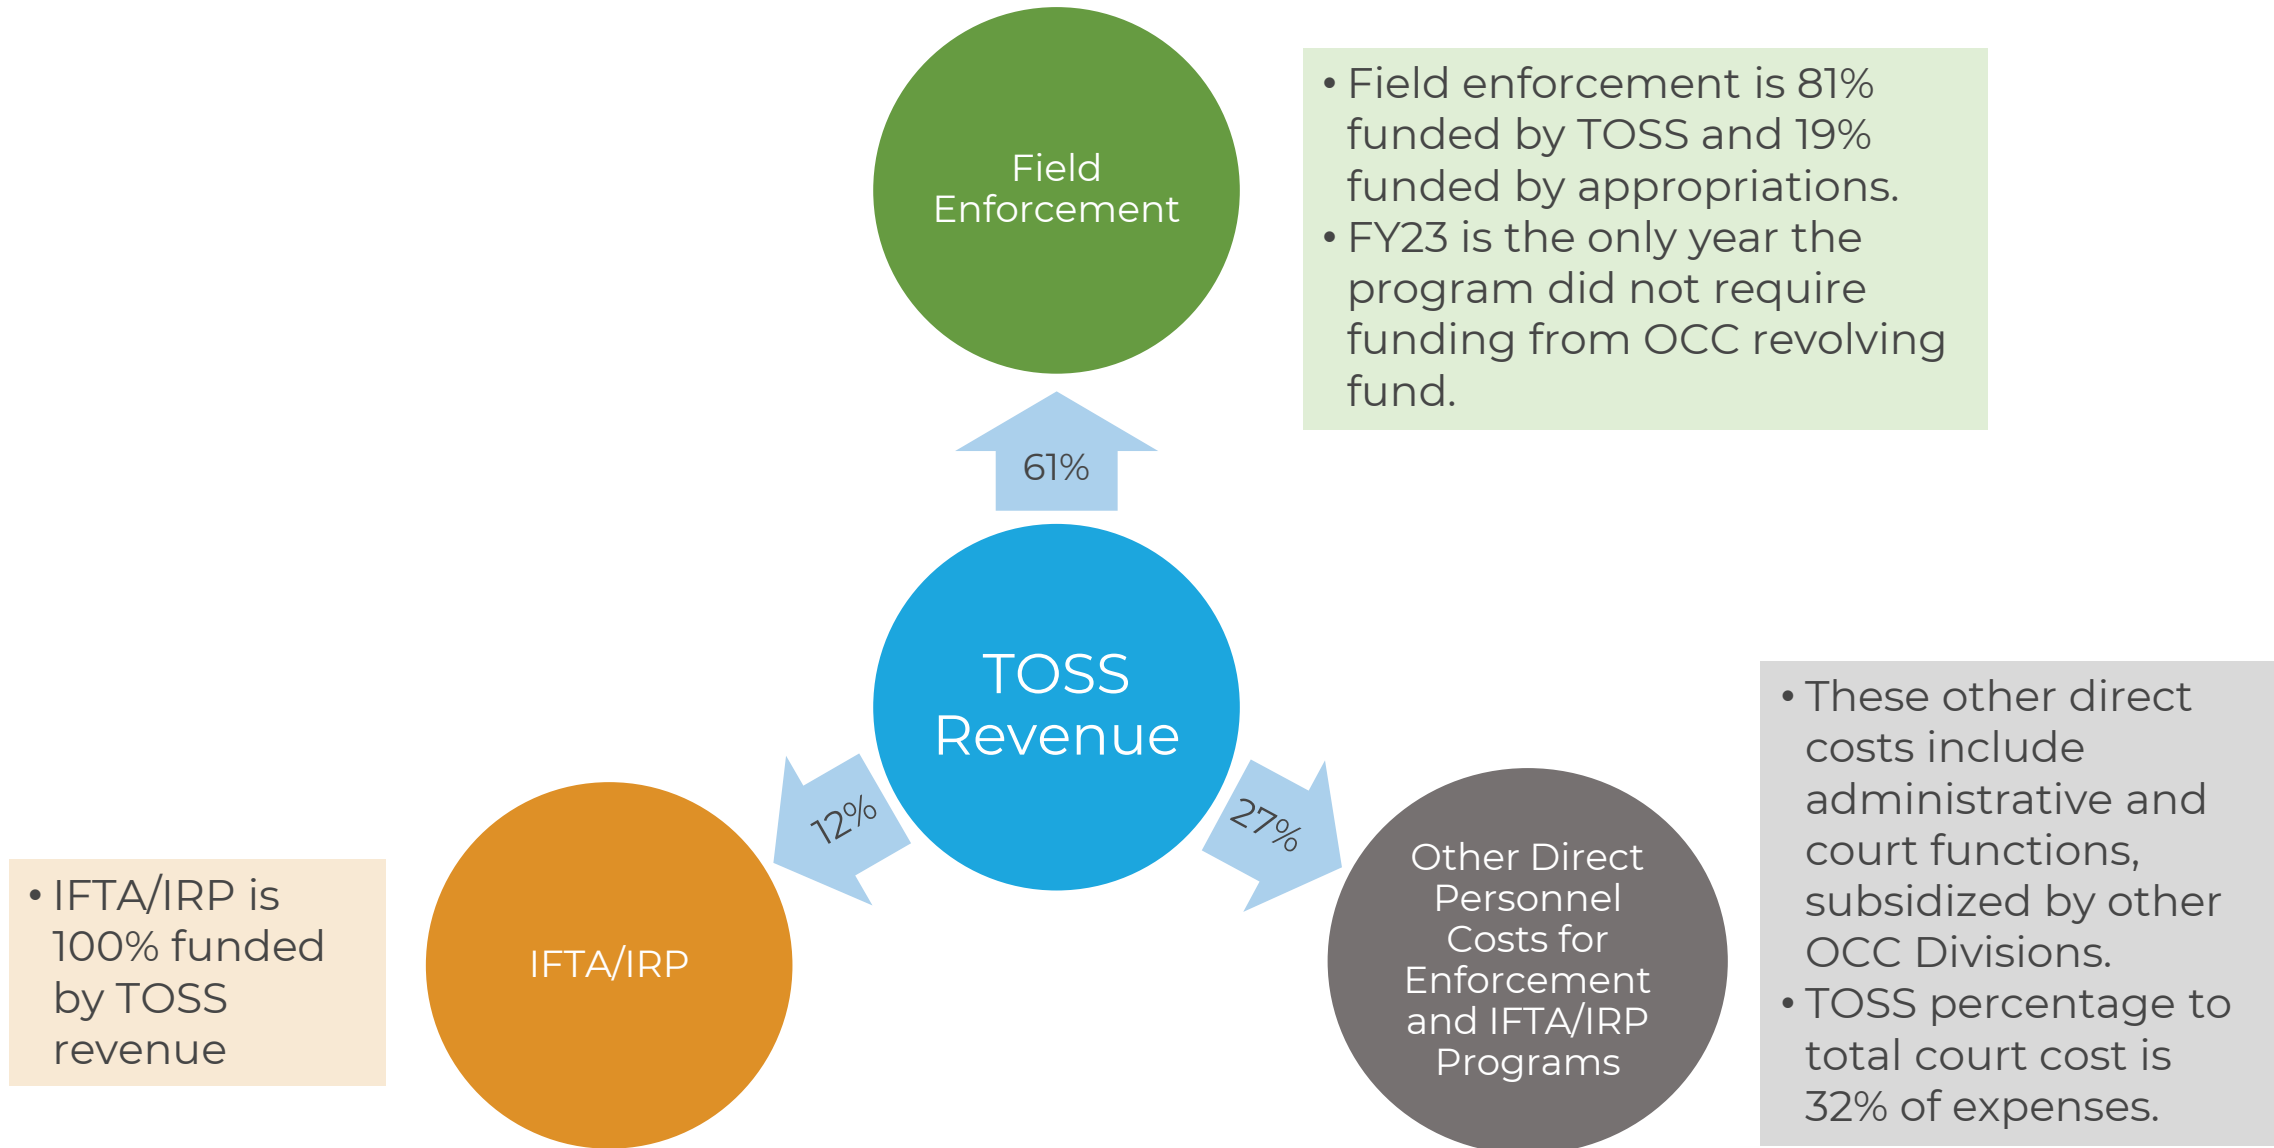 Field
Enforcement
• Field enforcement is 81%
funded by TOSS and 19%
funded by appropriations.
• FY23 is the only year the
program did not require
funding from OCC revolving
fund.
61%
TOSS
Revenue
12%
27%
• IFTA/IRP is
100% funded
by TOSS
revenue
IFTA/IRP
Other Direct
Personnel
Costs for
Enforcement
and IFTA/IRP
Programs
• These other direct
costs include
administrative and
court functions,
subsidized by other
OCC Divisions.
• TOSS percentage to
total court cost is
32% of expenses.